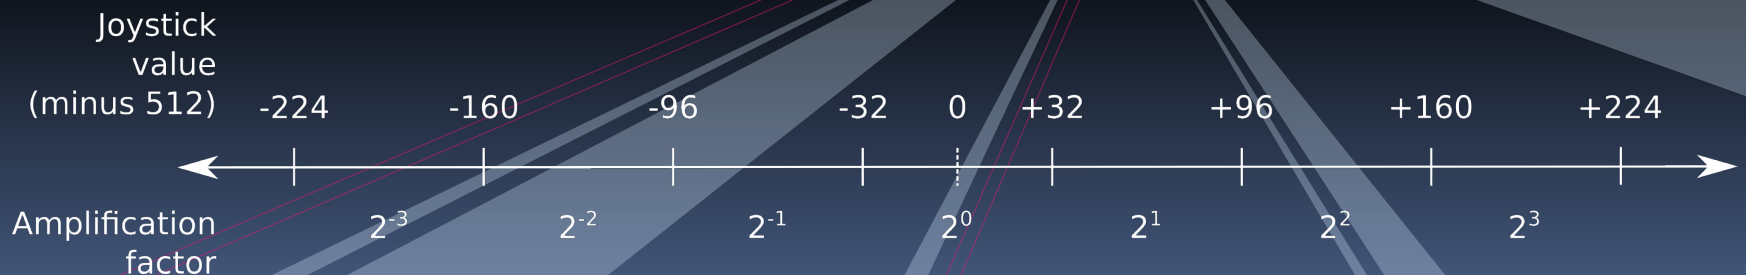 Joystick
value
(minus 512)
-224 -160 -96 -32 0 +32 +96 +160 +224
Amplification
factor
2⁻³ 2⁻² 2⁻¹ 2⁰ 2¹ 2² 2³